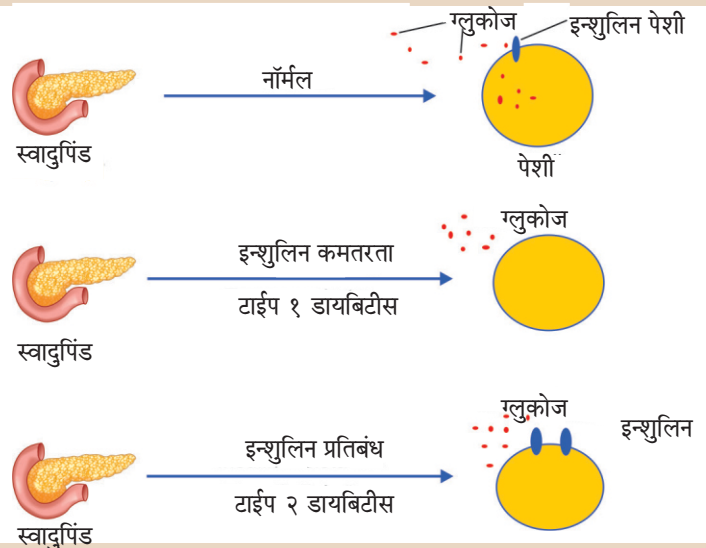 ग्लुकोज
इन्शुलिन पेशी
नॉर्मल
स्वादुपिंड
पेशी
ग्लुकोज
इन्शुलिन कमतरता
टाईप १ डायबिटीस
स्वादुपिंड
ग्लुकोज
इन्शुलिन
इन्शुलिन प्रतिबंध
टाईप २ डायबिटीस
स्वादुपिंड